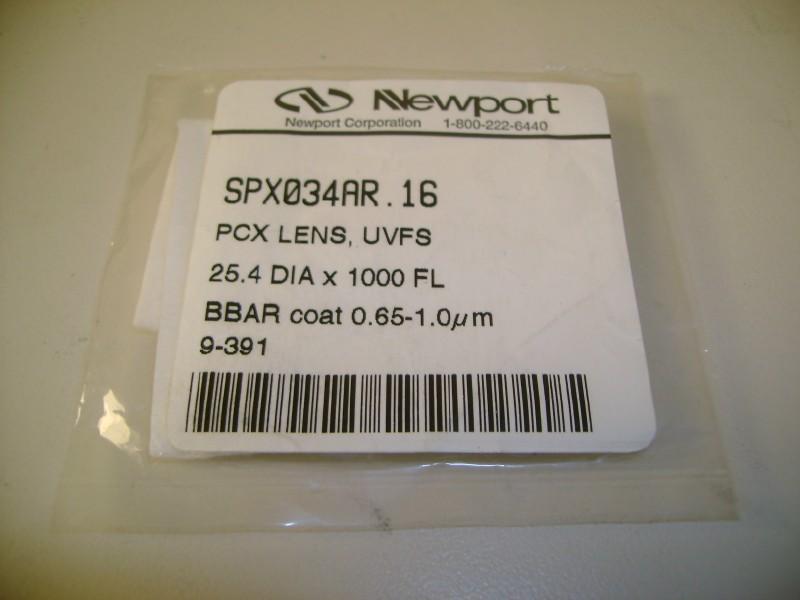 Newport
Newport Corporation 1-800-222-6440
SPX034AR.16
PCX LENS, UVFS
25.4 DIA x 1000 FL
BBAR coat 0.65-1.0μm
9-391